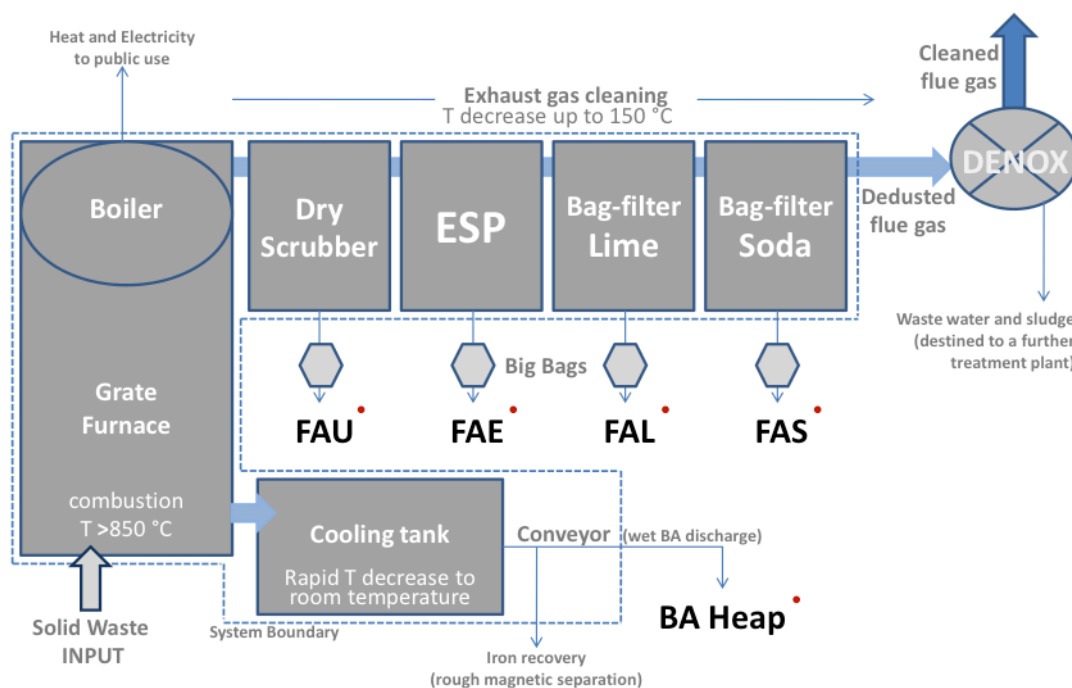 Heat and Electricity
to public use
Cleaned
flue gas
Exhaust gas cleaning
T decrease up to 150 °C
DENOX
Boiler
Dry
Scrubber
ESP
Bag-filter
Lime
Bag-filter
Soda
Dedusted
flue gas
Waste water and sludge
(destined to a further
treatment plant)
Big Bags
Grate
Furnace
FAU
FAE
FAL
FAS
combustion
T >850 °C
Cooling tank
Rapid T decrease to
room temperature
Conveyor (wet BA discharge)
BA Heap
Solid Waste
INPUT
System Boundary
Iron recovery
(rough magnetic separation)